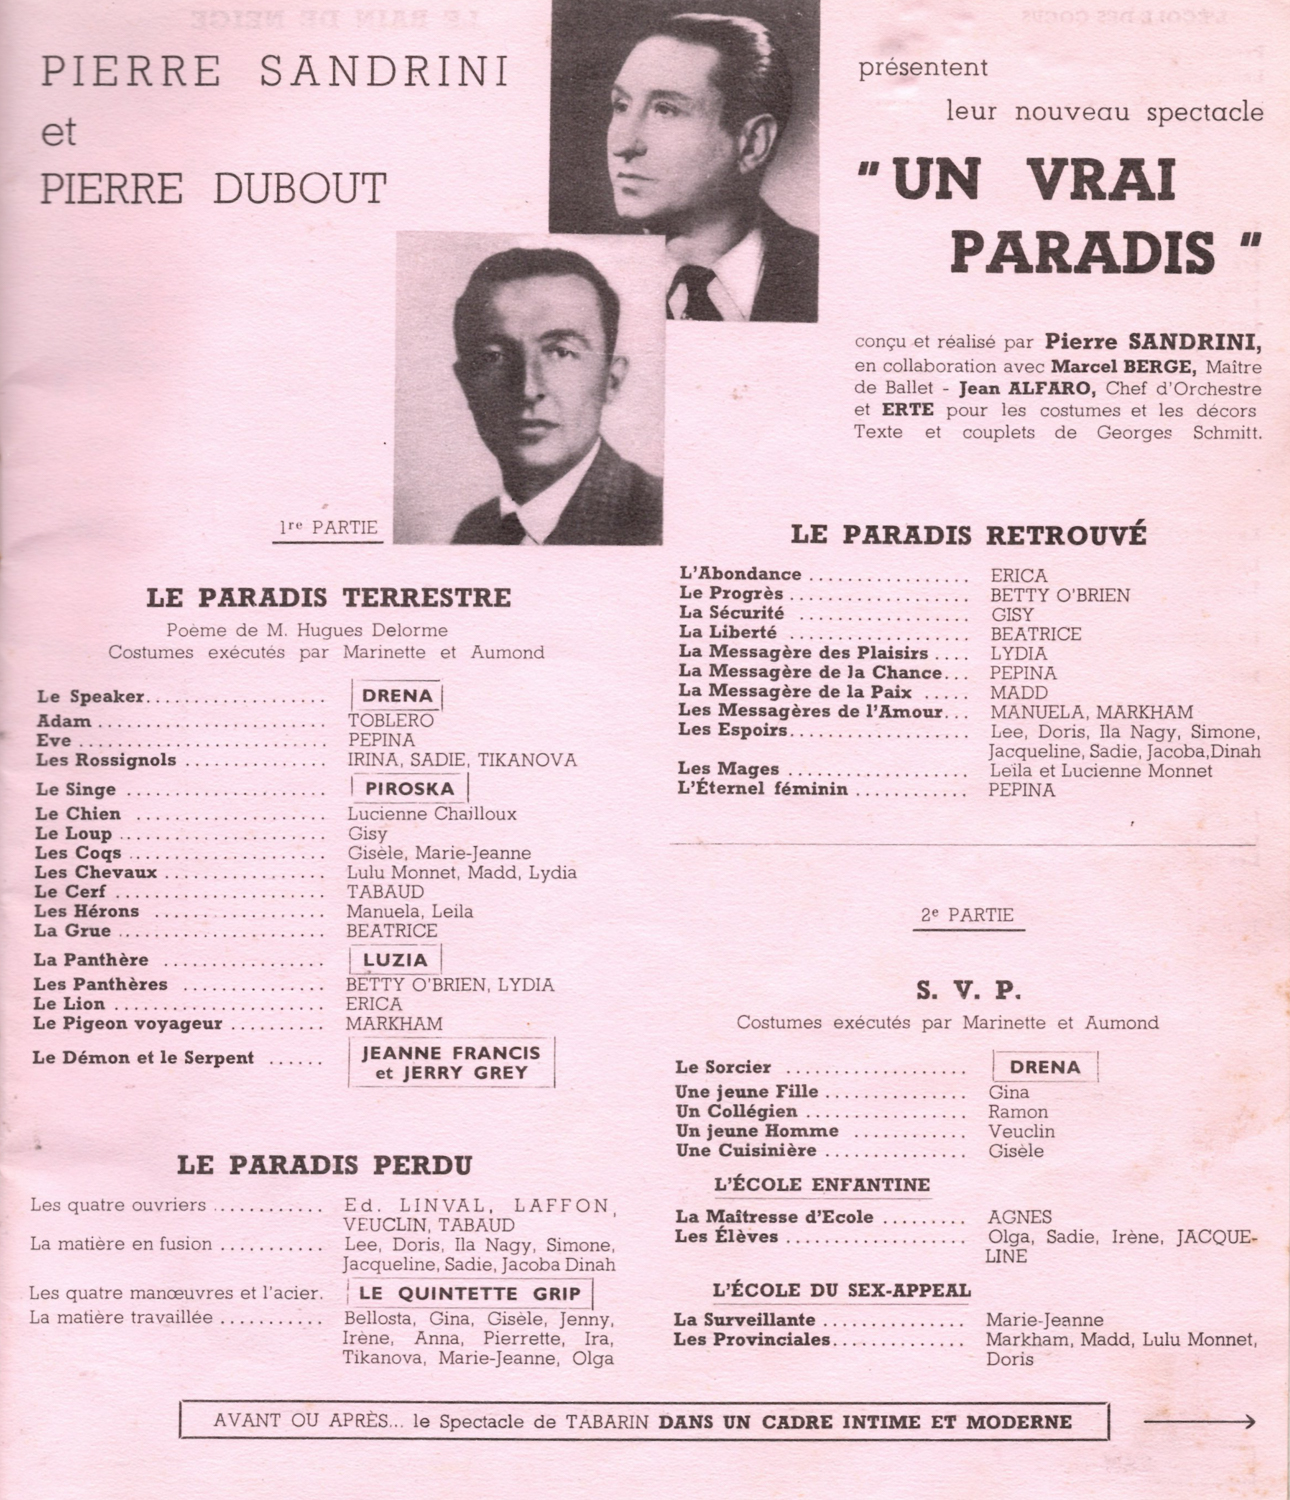 PIERRE SANDRINI
et
PIERRE DUBOUT
présentent
leur nouveau spectacle
"UN VRAI
PARADIS"
conçu et réalisé par Pierre SANDRINI,
en collaboration avec Marcel BERGE, Maître
de Ballet - Jean ALFARO, Chef d'Orchestre
et ERTE pour les costumes et les décors
Texte et couplets de Georges Schmitt.
1re PARTIE
LE PARADIS TERRESTRE
Poème de M. Hugues Delorme
Costumes exécutés par Marinette et Aumond
Le Speaker.................... DRENA
Adam ......................... TOBLERO
Eve ........................... PEPINA
Les Rossignols ............... IRINA, SADIE, TIKANOVA
Le Singe ...................... PIROSKA
Le Chien ..................... Lucienne Chailloux
Le Loup ...................... Gisy
Les Coqs ..................... Gisèle, Marie-Jeanne
Les Chevaux ................. Lulu Monnet, Madd, Lydia
Le Cerf ....................... TABAUD
Les Hérons .................. Manuela, Leila
La Grue ...................... BEATRICE
La Panthère ................. LUZIA
Les Panthères ............... BETTY O'BRIEN, LYDIA
Le Lion ....................... ERICA
Le Pigeon voyageur .......... MARKHAM
Le Démon et le Serpent ...... JEANNE FRANCIS
et JERRY GREY
LE PARADIS PERDU
Les quatre ouvriers ............ Ed. LINVAL, LAFFON,
VEUCLIN, TABAUD
La matière en fusion ........... Lee, Doris, Ila Nagy, Simone,
Jacqueline, Sadie, Jacoba Dinah
Les quatre manœuvres et l'acier. LE QUINTETTE GRIP
La matière travaillée ........... Bellosta, Gina, Gisèle, Jenny,
Irène, Anna, Pierrette, Ira,
Tikanova, Marie-Jeanne, Olga
LE PARADIS RETROUVÉ
L'Abondance ................. ERICA
Le Progrès ................... BETTY O'BRIEN
La Sécurité .................. GISY
La Liberté ................... BEATRICE
La Messagère des Plaisirs .... LYDIA
La Messagère de la Chance... PEPINA
La Messagère de la Paix ..... MADD
Les Messagères de l'Amour... MANUELA, MARKHAM
Les Espoirs................... Lee, Doris, Ila Nagy, Simone,
Jacqueline, Sadie, Jacoba, Dinah
Les Mages ................... Leïla et Lucienne Monnet
L'Éternel féminin ............ PEPINA
2e PARTIE
S. V. P.
Costumes exécutés par Marinette et Aumond
Le Sorcier ................... DRENA
Une jeune Fille ............... Gina
Un Collégien ................. Ramon
Un jeune Homme ............ Veuclin
Une Cuisinière ............... Gisèle
L'ÉCOLE ENFANTINE
La Maîtresse d'Ecole ......... AGNES
Les Élèves ................... Olga, Sadie, Irène, JACQUE-
LINE
L'ÉCOLE DU SEX-APPEAL
La Surveillante ............... Marie-Jeanne
Les Provinciales.............. Markham, Madd, Lulu Monnet,
Doris
AVANT OU APRÈS... le Spectacle de TABARIN DANS UN CADRE INTIME ET MODERNE